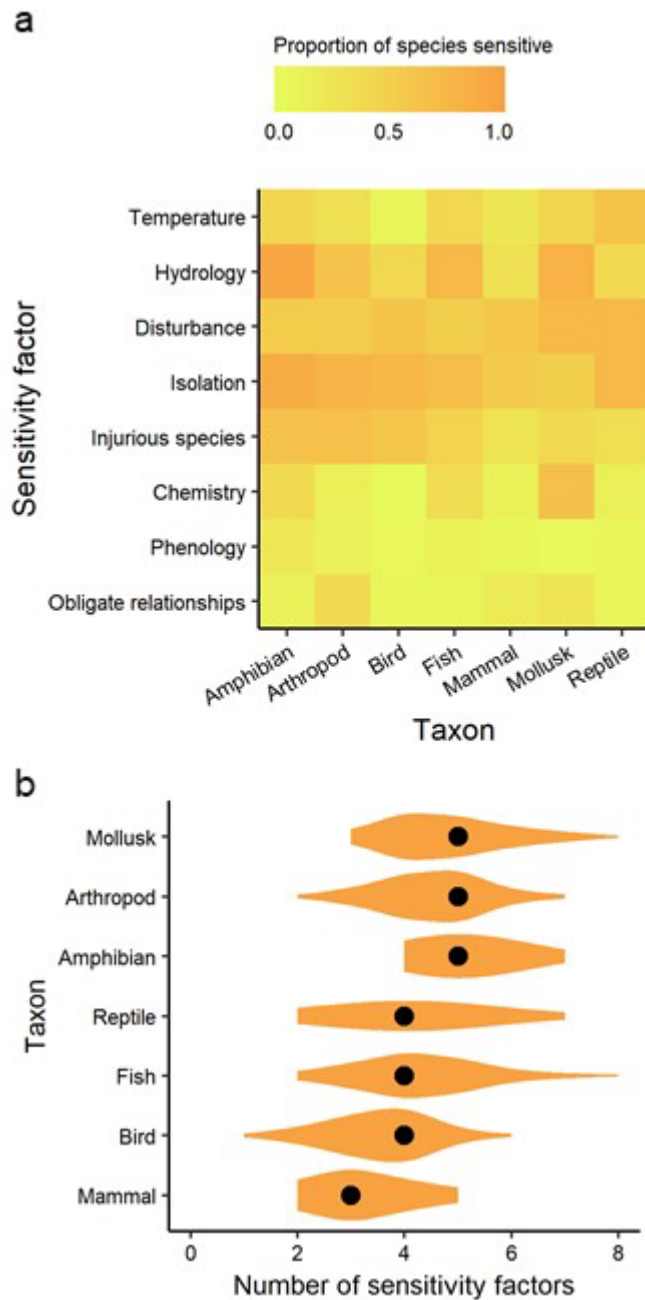 a
Proportion of species sensitive
0.0 0.5 1.0
Sensitivity factor
Temperature
Hydrology
Disturbance
Isolation
Injurious species
Chemistry
Phenology
Obligate relationships
Amphibian Arthropod Bird Fish Mammal Mollusk Reptile
Taxon
b
Taxon
Mollusk
Arthropod
Amphibian
Reptile
Fish
Bird
Mammal
0 2 4 6 8
Number of sensitivity factors